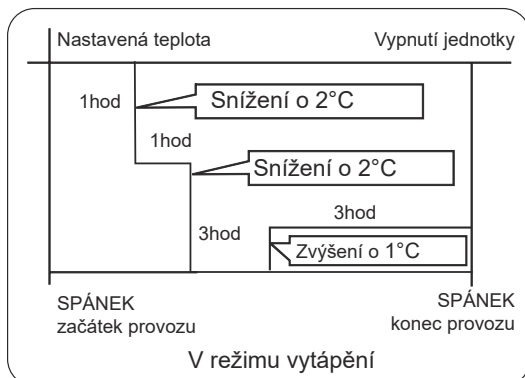 Nastavená teplota Vypnutí jednotky
1hod Snížení o 2°C
1hod
Snížení o 2°C
3hod
3hod
Zvýšení o 1°C
SPÁNEK
začátek provozu
SPÁNEK
konec provozu
V režimu vytápění